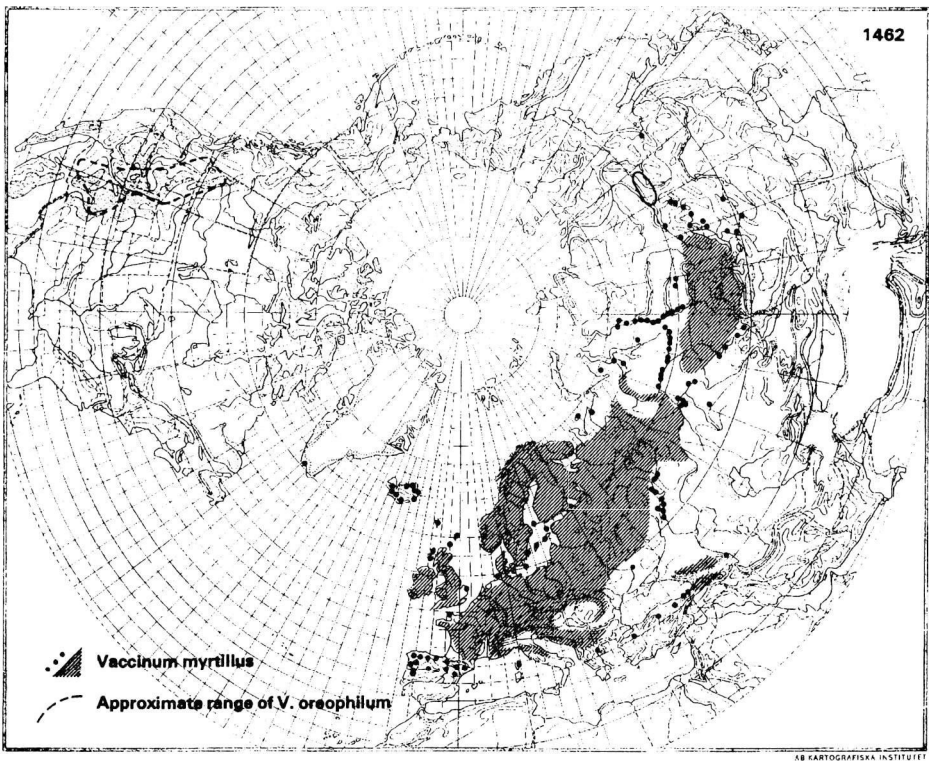 1462
Vaccinum myrtillus
Approximate range of V. oreophilum
AB KARTOGRAFISKA INSTITUTET